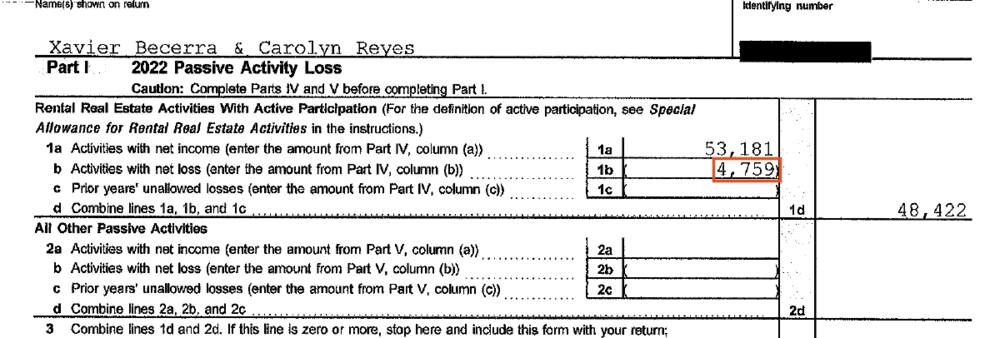 Name(s) shown on return
Identifying number
Xavier Becerra & Carolyn Reyes
Part I 2022 Passive Activity Loss
Caution: Complete Parts IV and V before completing Part I.
Rental Real Estate Activities With Active Participation (For the definition of active participation, see Special
Allowance for Rental Real Estate Activities in the instructions.)
1a Activities with net income (enter the amount from Part IV, column (a)) 1a 53,181
b Activities with net loss (enter the amount from Part IV, column (b)) 1b ( 4,759)
c Prior years' unallowed losses (enter the amount from Part IV, column (c)) 1c ( )
d Combine lines 1a, 1b, and 1c 1d 48,422
All Other Passive Activities
2a Activities with net income (enter the amount from Part V, column (a)) 2a
b Activities with net loss (enter the amount from Part V, column (b)) 2b ( )
c Prior years' unallowed losses (enter the amount from Part V, column (c)) 2c ( )
d Combine lines 2a, 2b, and 2c 2d
3 Combine lines 1d and 2d. If this line is zero or more, stop here and include this form with your return;